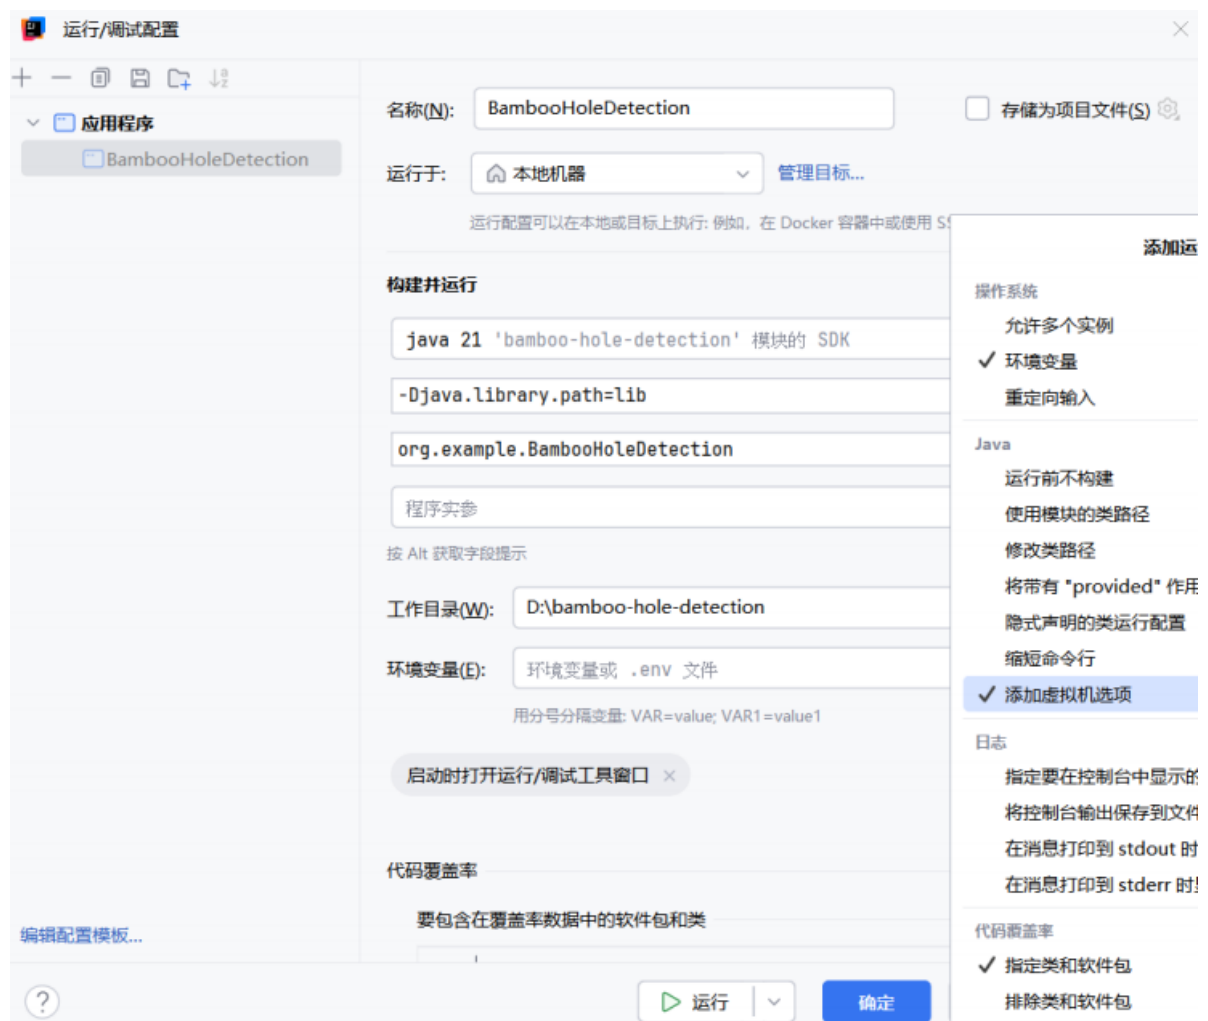 运行/调试配置
应用程序
BambooHoleDetection
名称(N):
BambooHoleDetection
存储为项目文件(S)
运行于:
本地机器
管理目标...
运行配置可以在本地或目标上执行: 例如，在 Docker 容器中或使用
构建并运行
java 21 'bamboo-hole-detection' 模块的 SDK
-Djava.library.path=lib
org.example.BambooHoleDetection
程序实参
按 Alt 获取字段提示
工作目录(W):
D:\bamboo-hole-detection
环境变量(E):
环境变量或 .env 文件
用分号分隔变量: VAR=value; VAR1=value1
启动时打开运行/调试工具窗口
代码覆盖率
要包含在覆盖率数据中的软件包和类
编辑配置模板...
?
运行
确定
添加运
操作系统
允许多个实例
环境变量
重定向输入
Java
运行前不构建
使用模块的类路径
修改类路径
将带有 "provided" 作用
隐式声明的类运行配置
缩短命令行
添加虚拟机选项
日志
指定要在控制台中显示的
将控制台输出保存到文件
在消息打印到 stdout 时
在消息打印到 stderr 时
代码覆盖率
指定类和软件包
排除类和软件包